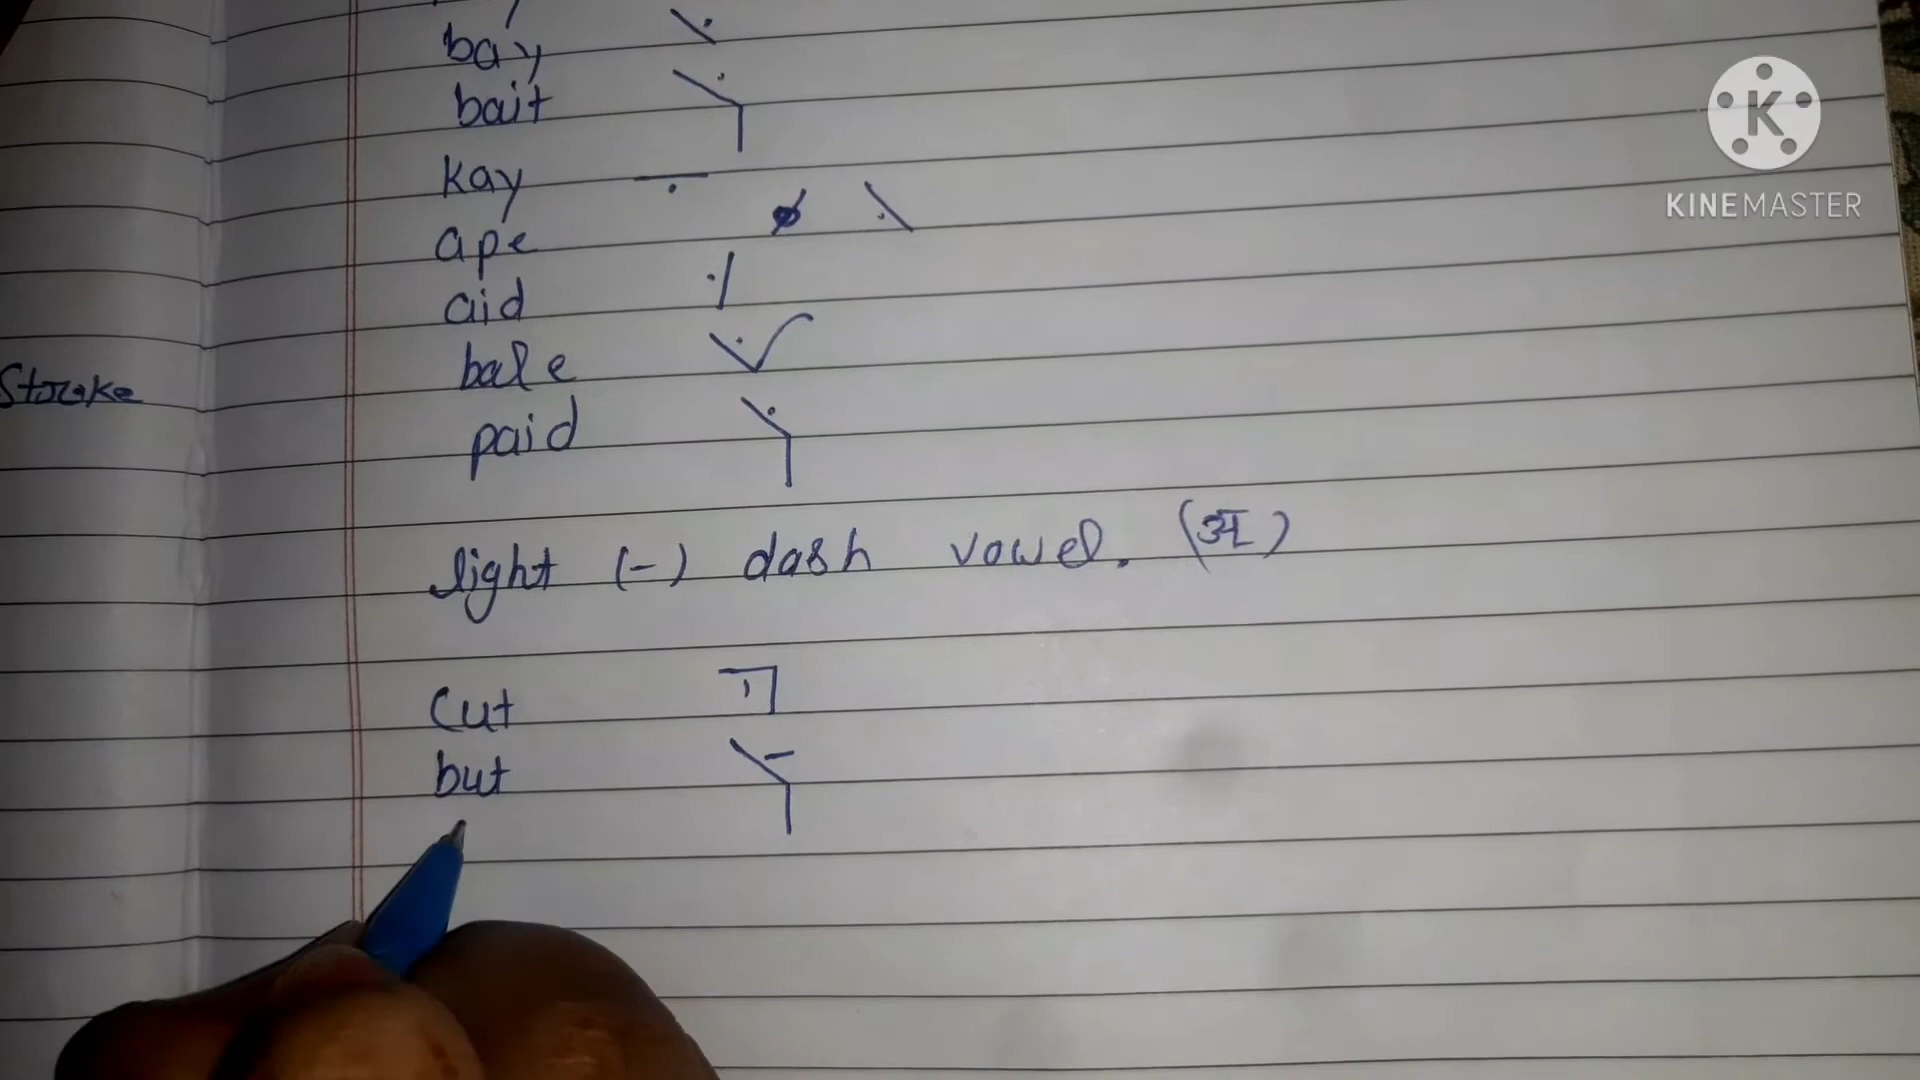 bay
bait
Kay
ape
aid
bale
paid
Stroke
light (-) dash vowel. (अ)
Cut
but
K
KINEMASTER